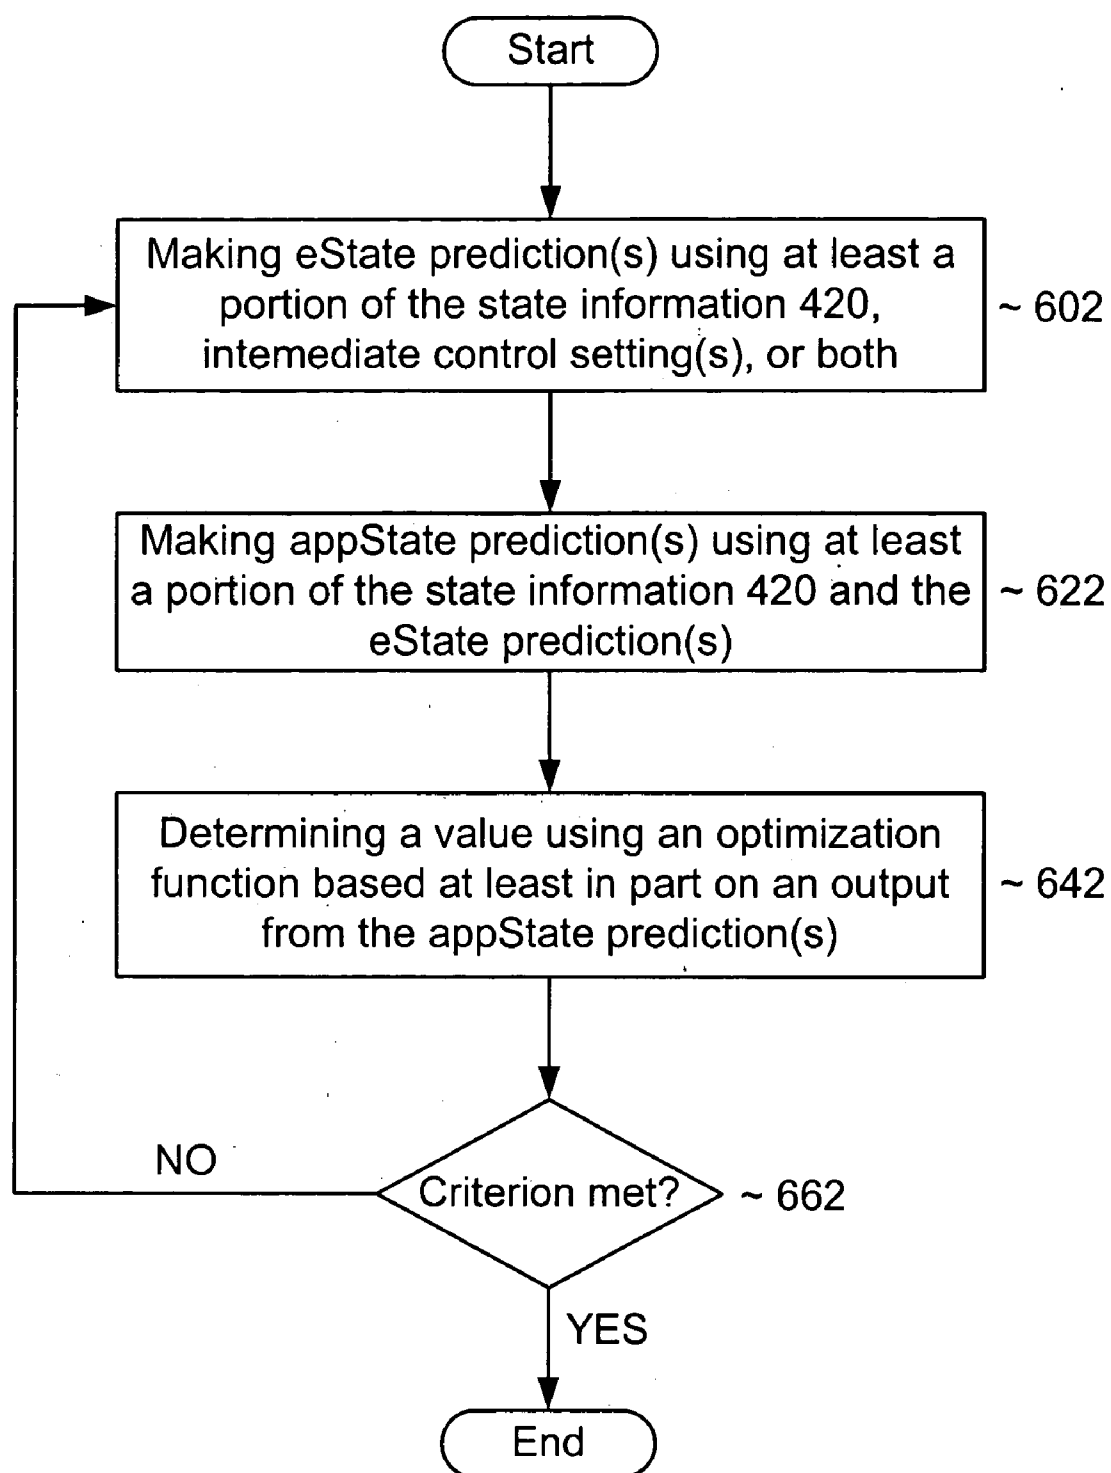 Start
Making eState prediction(s) using at least a
portion of the state information 420,
intemediate control setting(s), or both
~ 602
Making appState prediction(s) using at least
a portion of the state information 420 and the
eState prediction(s)
~ 622
Determining a value using an optimization
function based at least in part on an output
from the appState prediction(s)
~ 642
NO
Criterion met?
~ 662
YES
End